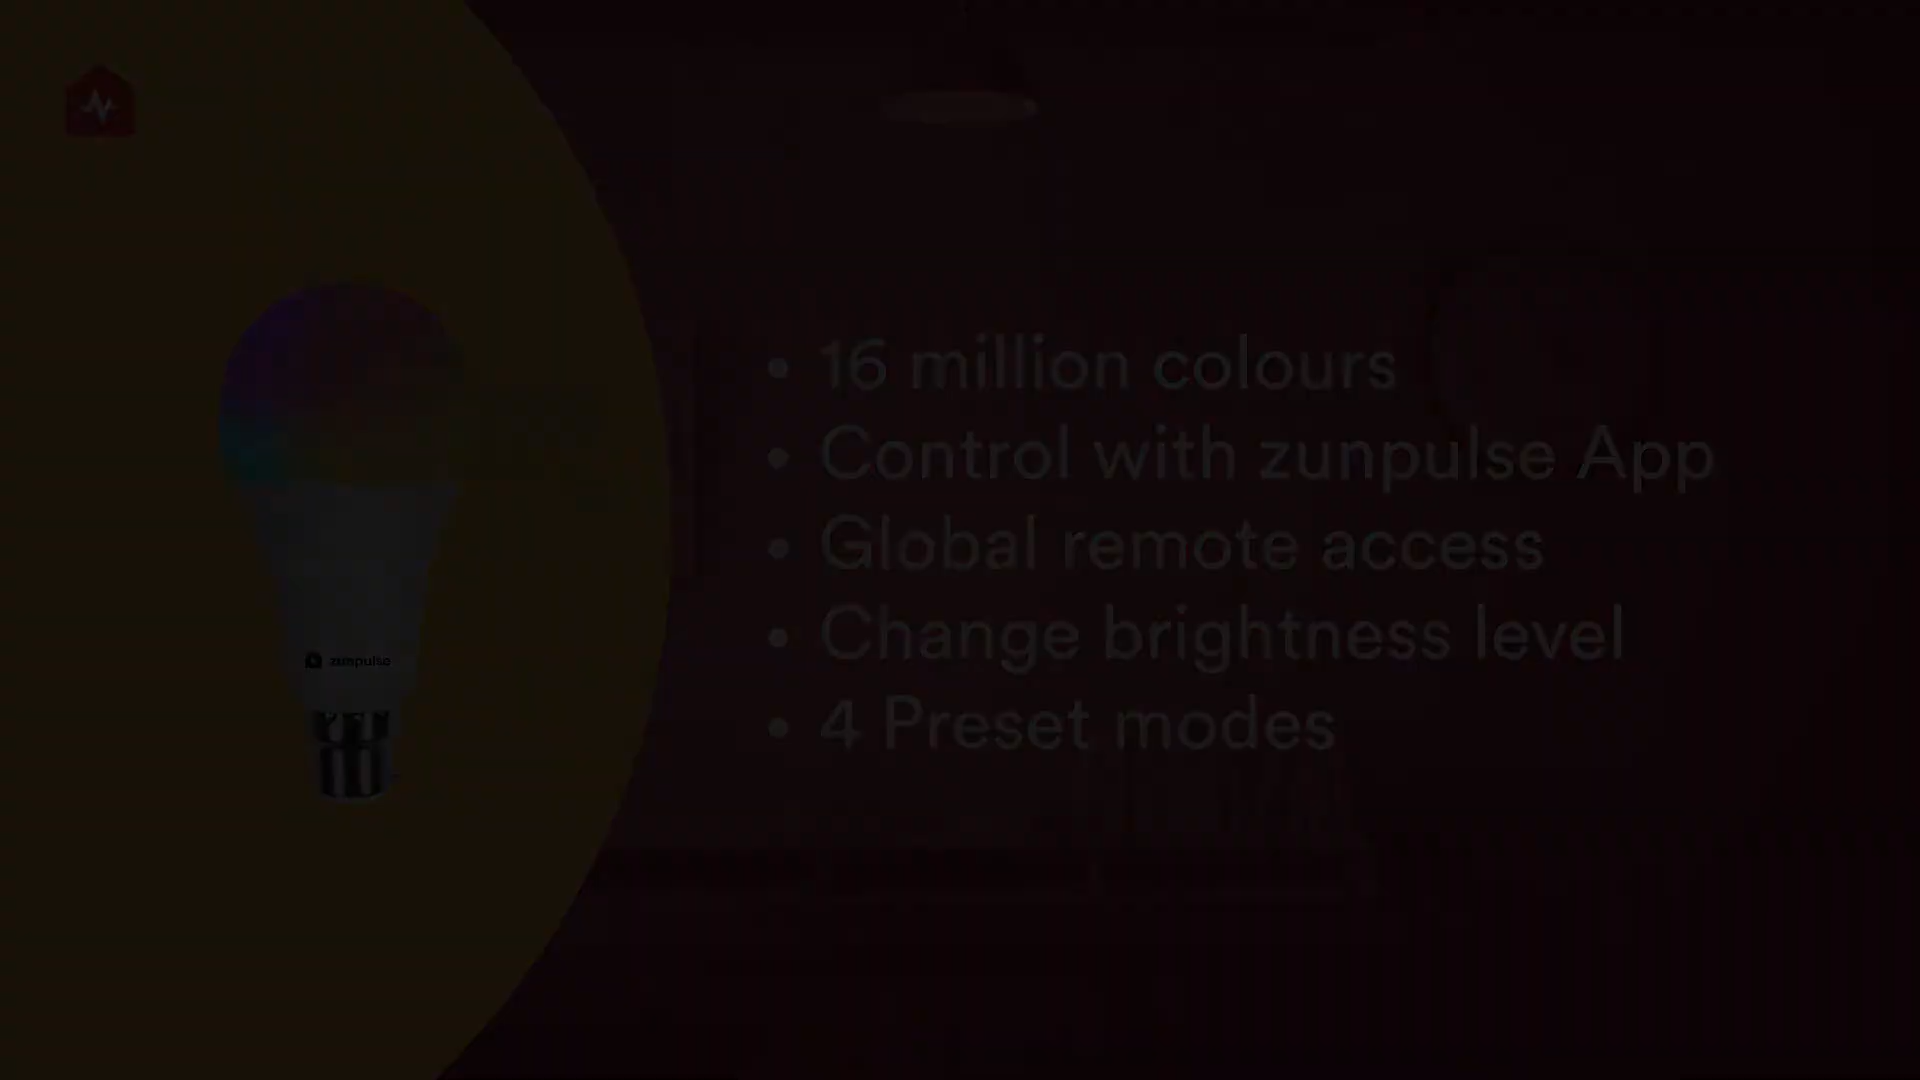 • 16 million colours
• Control with zunpulse App
• Global remote access
• Change brightness level
• 4 Preset modes
zunpulse